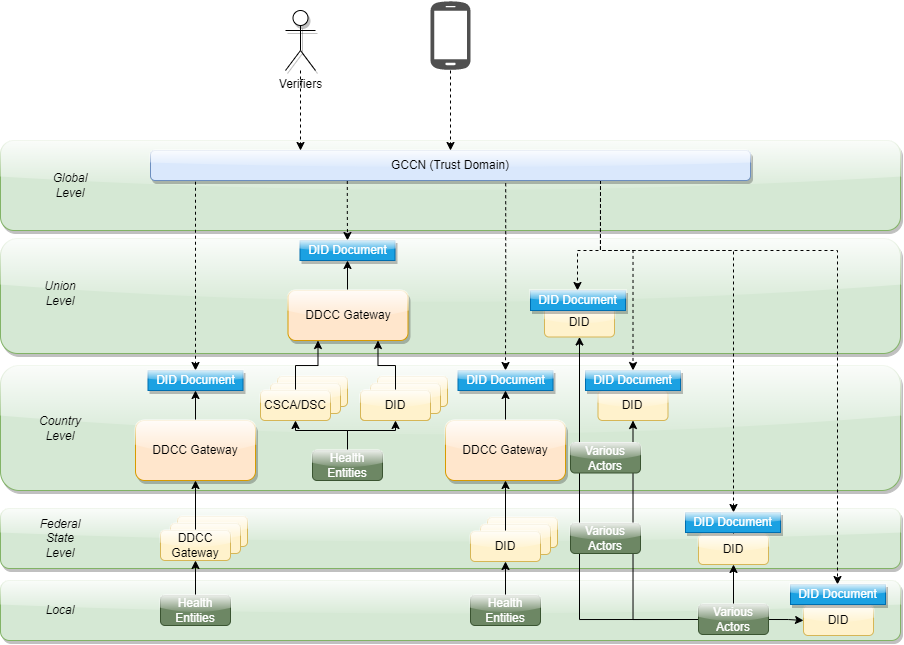 Verifiers
GCCN (Trust Domain)
Global
Level
DID Document
Union
Level
DDCC Gateway
DID Document
DID
DID Document
DID Document
DID Document
CSCA/DSC
DID
DID
Country
Level
DDCC Gateway
DDCC Gateway
Health
Entities
Various
Actors
Federal
State
Level
DDCC
Gateway
DID
Various
Actors
DID Document
DID
Local
Health
Entities
Health
Entities
Various
Actors
DID Document
DID